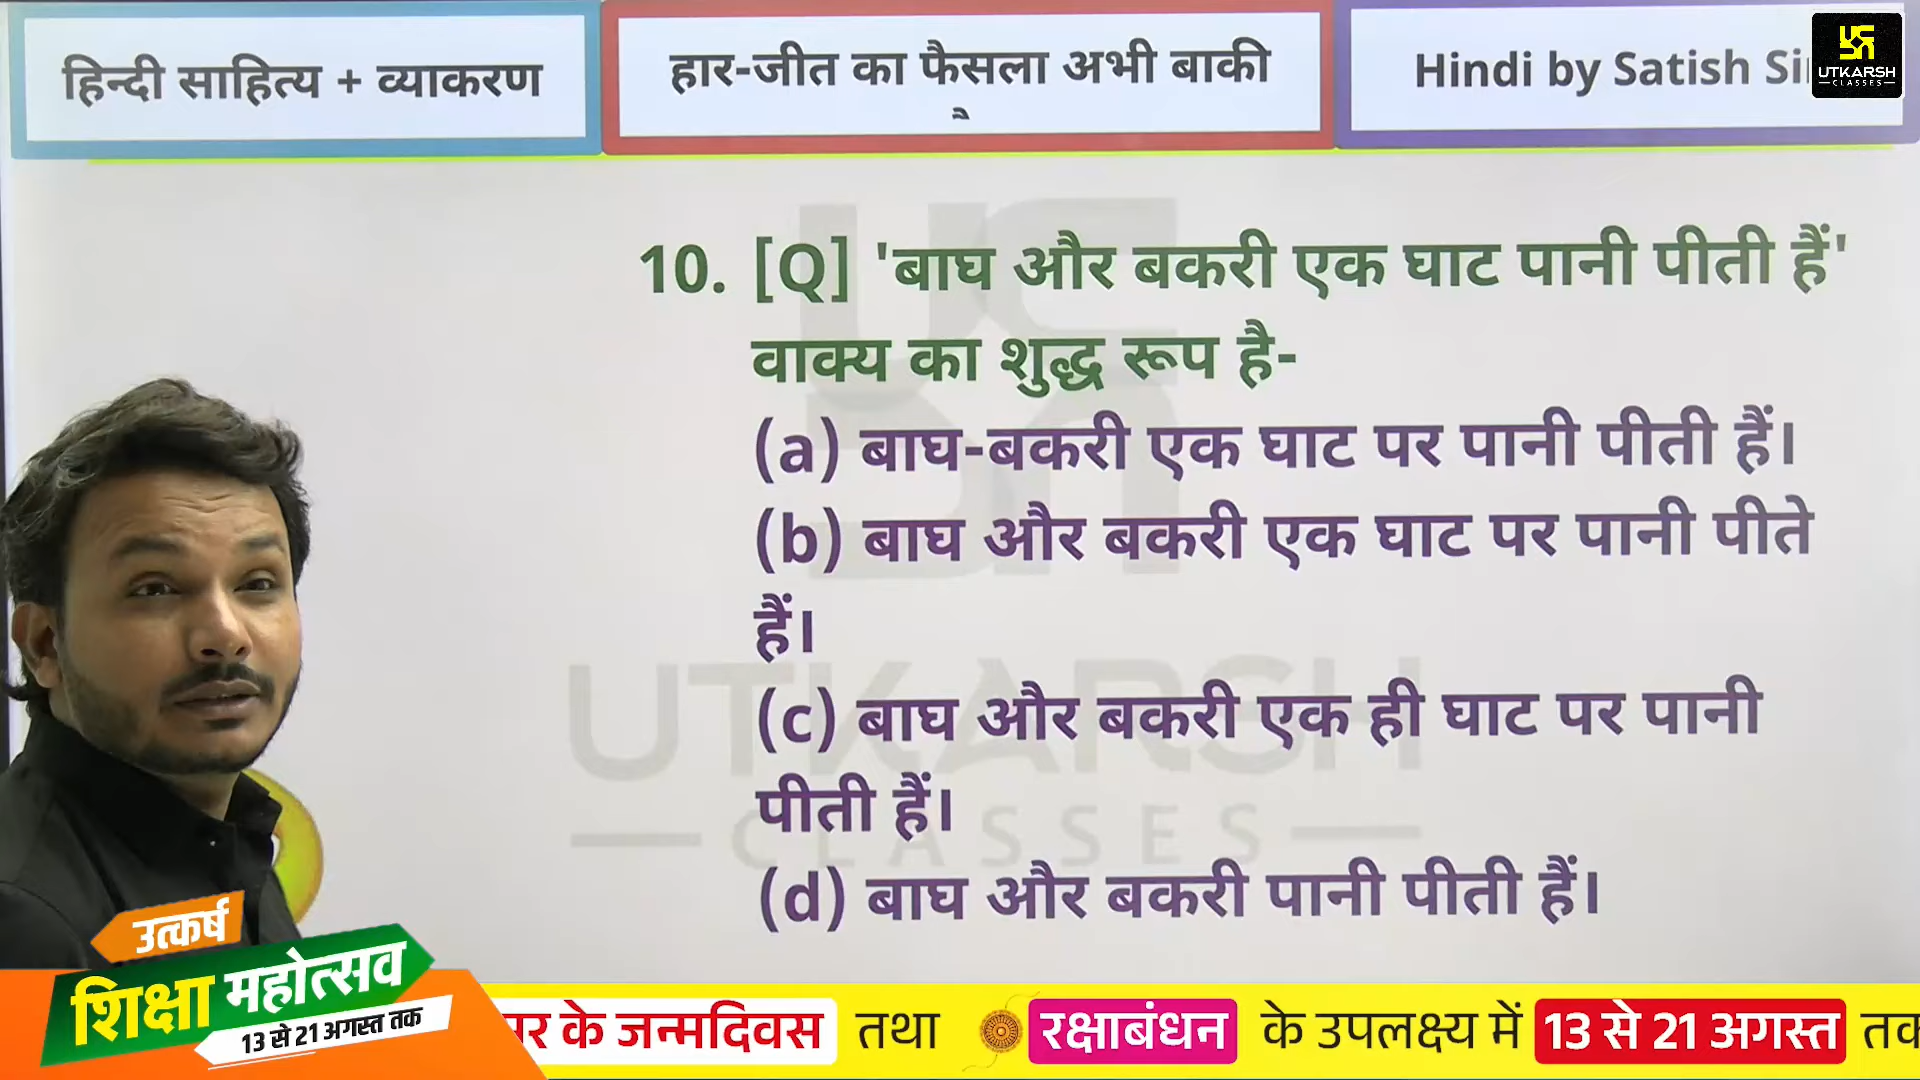 हिन्दी साहित्य + व्याकरण
हार-जीत का फैसला अभी बाकी
Hindi by Satish
UTKARSH
CLASSES
10. [Q] 'बाघ और बकरी एक घाट पानी पीती हैं'
वाक्य का शुद्ध रूप है-
(a) बाघ-बकरी एक घाट पर पानी पीती हैं।
(b) बाघ और बकरी एक घाट पर पानी पीते
हैं।
(c) बाघ और बकरी एक ही घाट पर पानी
पीती हैं।
(d) बाघ और बकरी पानी पीती हैं।
UTKARSH
CLASSES
उत्कर्ष
शिक्षा महोत्सव
13 से 21 अगस्त तक
के जन्मदिवस तथा रक्षाबंधन के उपलक्ष्य में 13 से 21 अगस्त